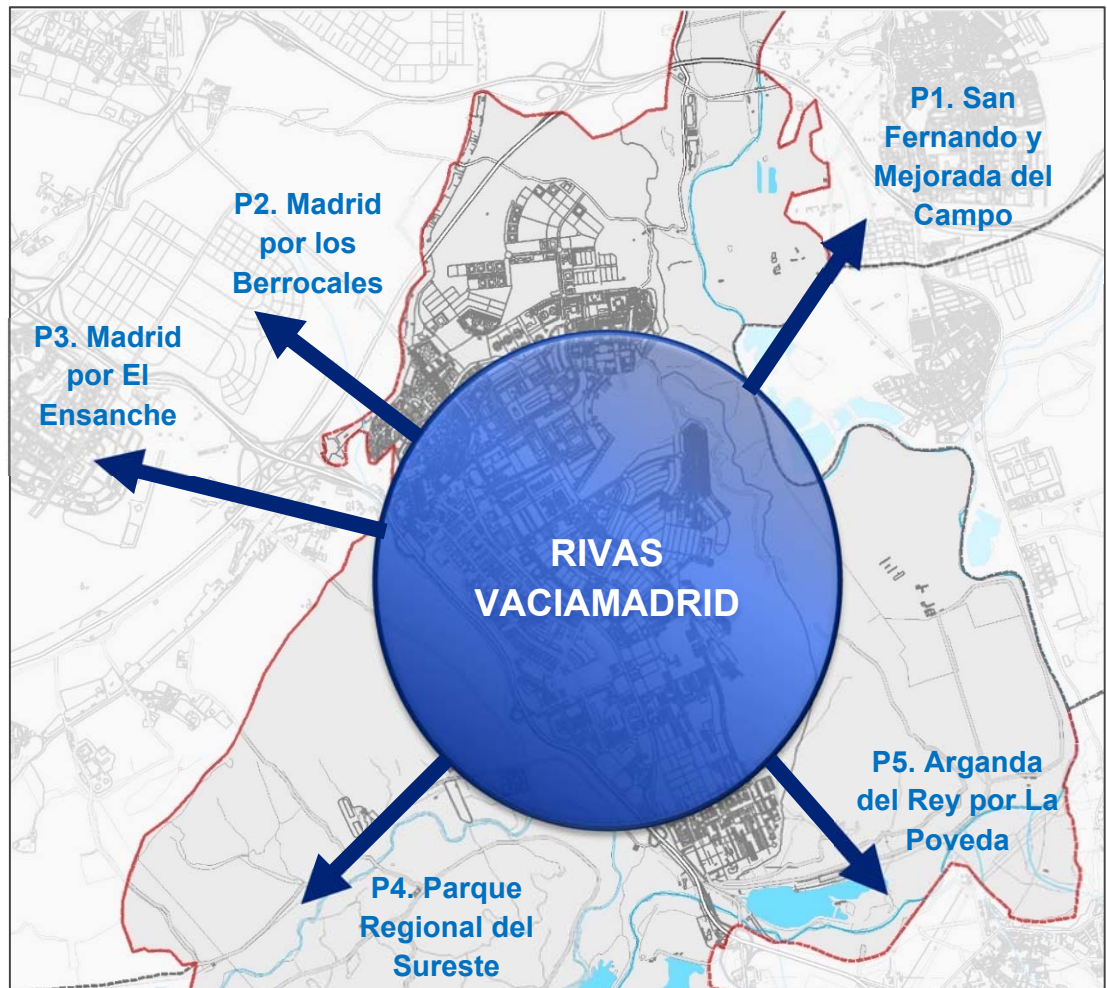 P1. San
Fernando y
Mejorada del
Campo
P2. Madrid
por los
Berrocales
P3. Madrid
por El
Ensanche
RIVAS
VACIAMADRID
P4. Parque
Regional del
Sureste
P5. Arganda
del Rey por La
Poveda